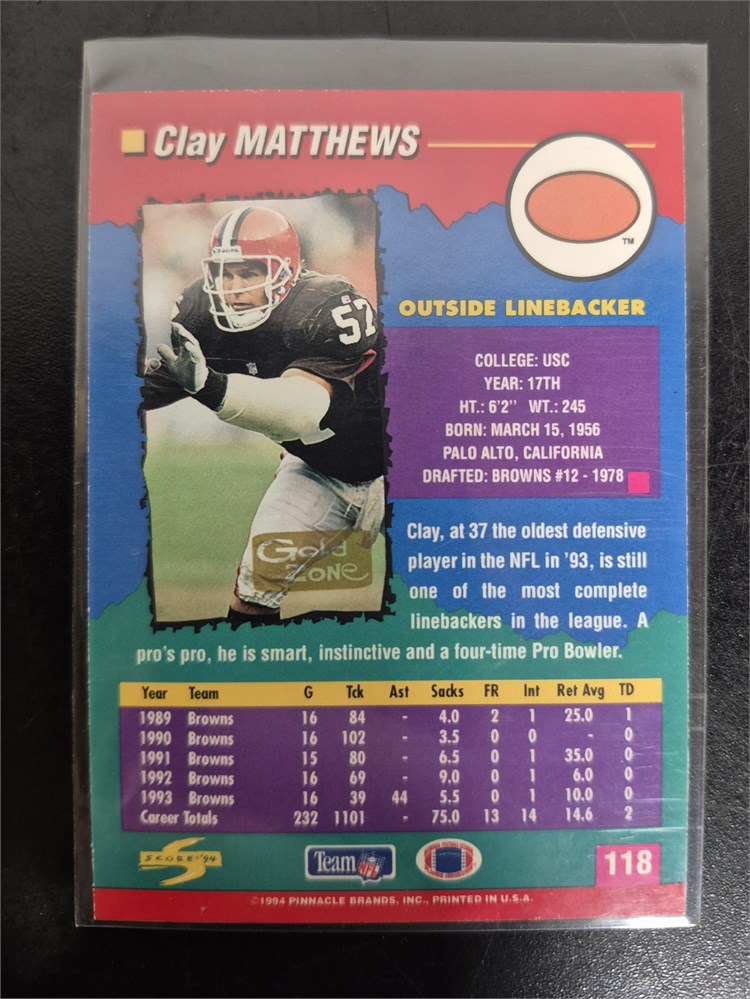 Clay MATTHEWS
TM
57
OUTSIDE LINEBACKER
COLLEGE: USC
YEAR: 17TH
HT.: 6'2" WT.: 245
BORN: MARCH 15, 1956
PALO ALTO, CALIFORNIA
DRAFTED: BROWNS #12 - 1978
Gold
ZONE
Clay, at 37 the oldest defensive
player in the NFL in '93, is still
one of the most complete
linebackers in the league. A
pro's pro, he is smart, instinctive and a four-time Pro Bowler.
Year Team G Tck Ast Sacks FR Int Ret Avg TD
1989 Browns 16 84 - 4.0 2 1 25.0 1
1990 Browns 16 102 - 3.5 0 0 - 0
1991 Browns 15 80 - 6.5 0 1 35.0 0
1992 Browns 16 69 - 9.0 0 1 6.0 0
1993 Browns 16 39 44 5.5 0 1 10.0 0
Career Totals 232 1101 - 75.0 13 14 14.6 2
SCORE '94
Team NFL
118
©1994 PINNACLE BRANDS, INC., PRINTED IN U.S.A.